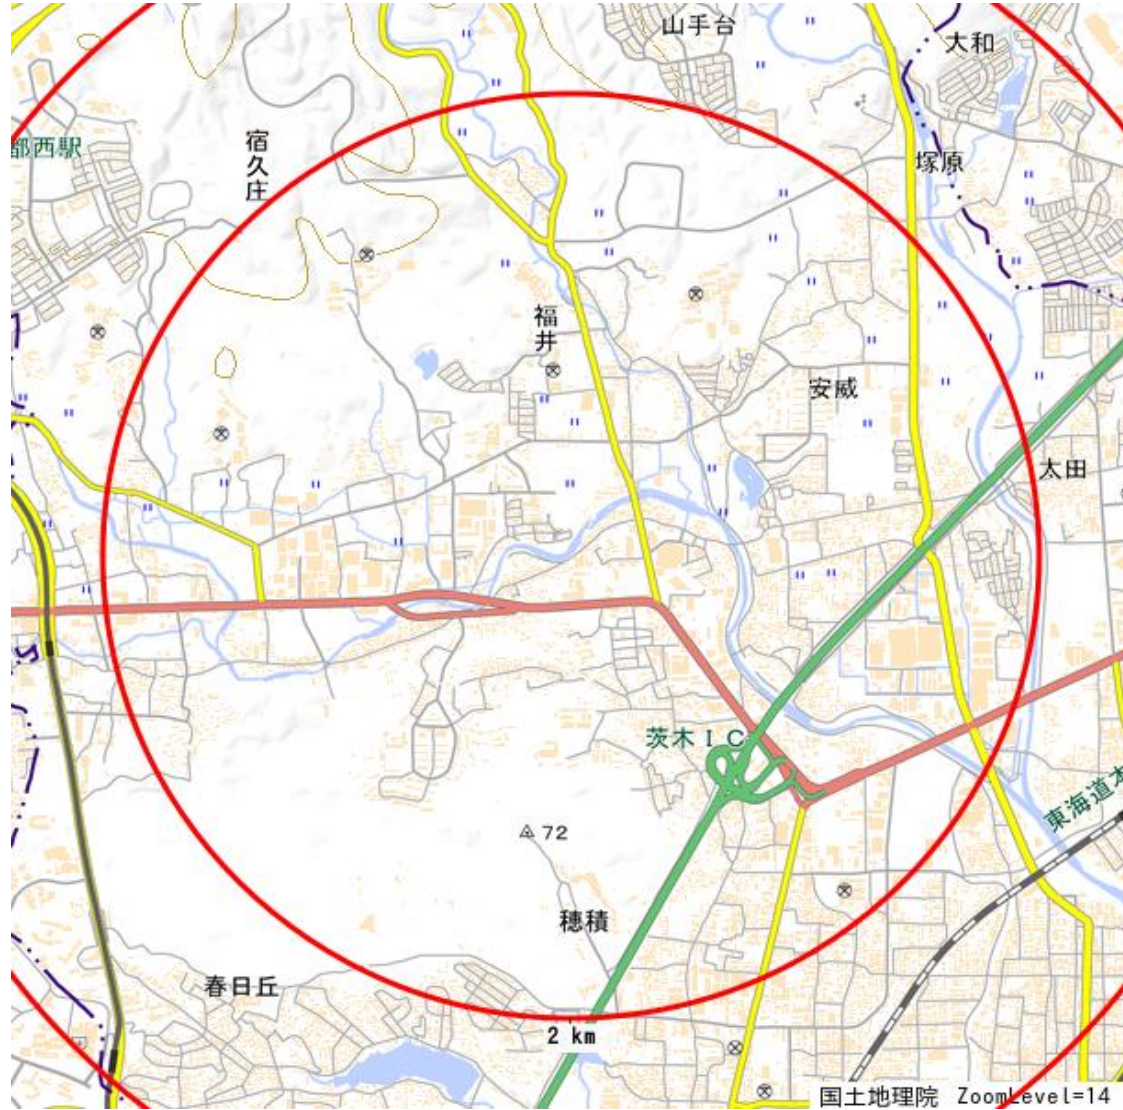 山手台
大和
宿久庄
都西駅
塚原
福井
安威
太田
茨木IC
72
東海道本
穂積
春日丘
2 km
国土地理院 ZoomLevel=14